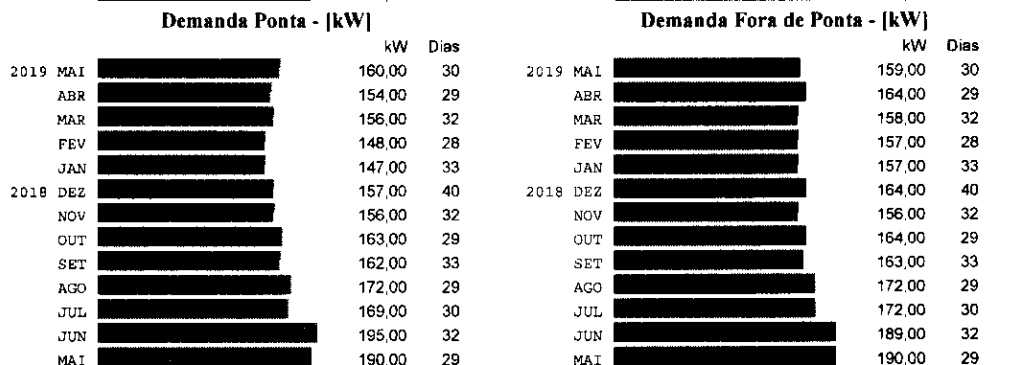 Demanda Ponta - [kW]
kW Dias
2019 MAI 160,00 30
ABR 154,00 29
MAR 156,00 32
FEV 148,00 28
JAN 147,00 33
2018 DEZ 157,00 40
NOV 156,00 32
OUT 163,00 29
SET 162,00 33
AGO 172,00 29
JUL 169,00 30
JUN 195,00 32
MAI 190,00 29
Demanda Fora de Ponta - [kW]
kW Dias
2019 MAI 159,00 30
ABR 164,00 29
MAR 158,00 32
FEV 157,00 28
JAN 157,00 33
2018 DEZ 164,00 40
NOV 156,00 32
OUT 164,00 29
SET 163,00 33
AGO 172,00 29
JUL 172,00 30
JUN 189,00 32
MAI 190,00 29